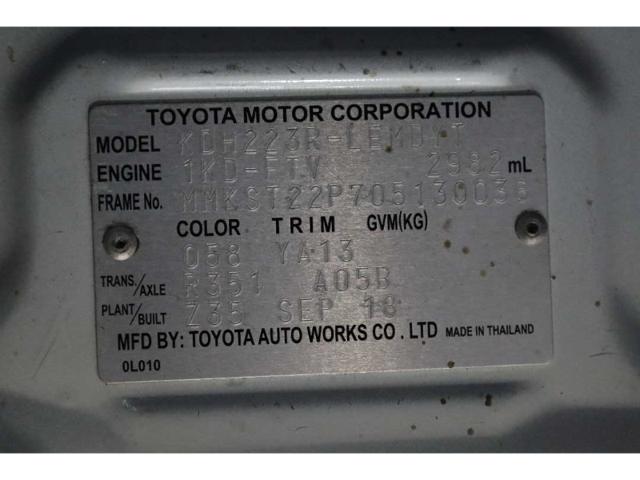 TOYOTA MOTOR CORPORATION
MODEL KDH223R-LEMDYT
ENGINE 1KD-FTV 2982 mL
FRAME No. MMKST22P705130036
COLOR TRIM GVM(KG)
058 YA13
TRANS./AXLE R351 A05B
PLANT/BUILT Z35 SEP 18
MFD BY: TOYOTA AUTO WORKS CO . LTD MADE IN THAILAND
0L010